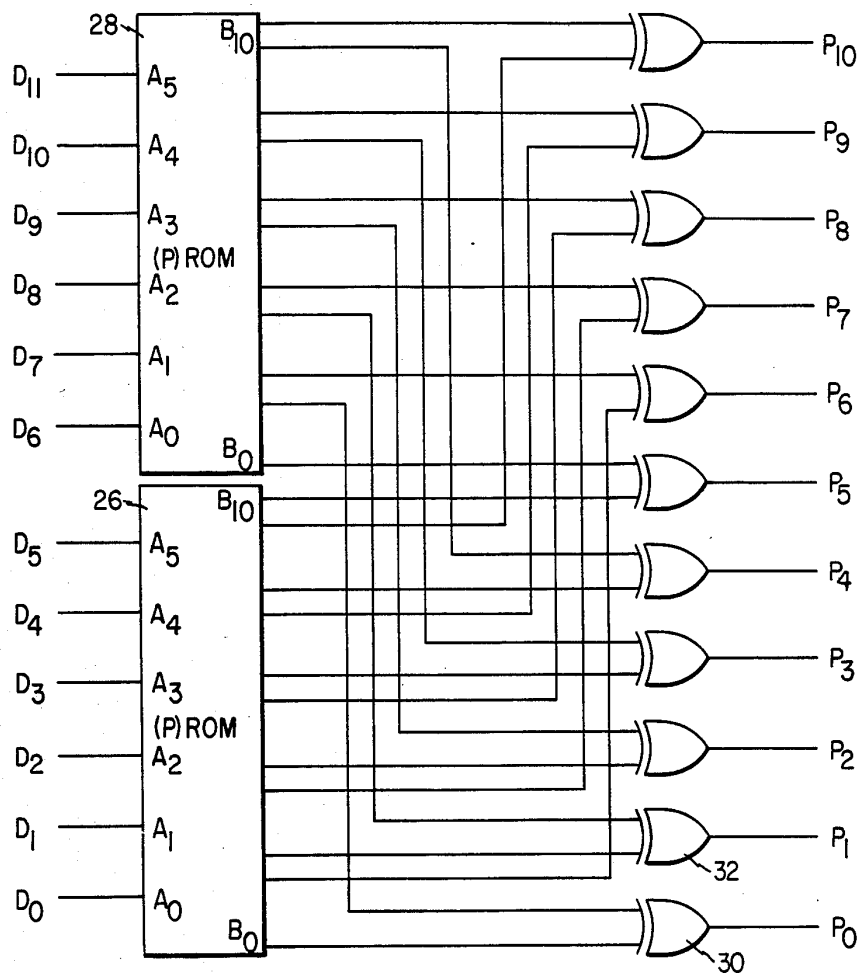 28
B10
P10
D11 A5
P9
D10 A4
D9 A3 P8
(P) ROM
D8 A2
P7
D7 A1
P6
D6 A0
B0
P5
26
B10
D5 A5
P4
D4 A4
P3
D3 A3
(P) ROM
D2 A2 P2
D1 A1 P1
32
D0 A0
P0
B0
30